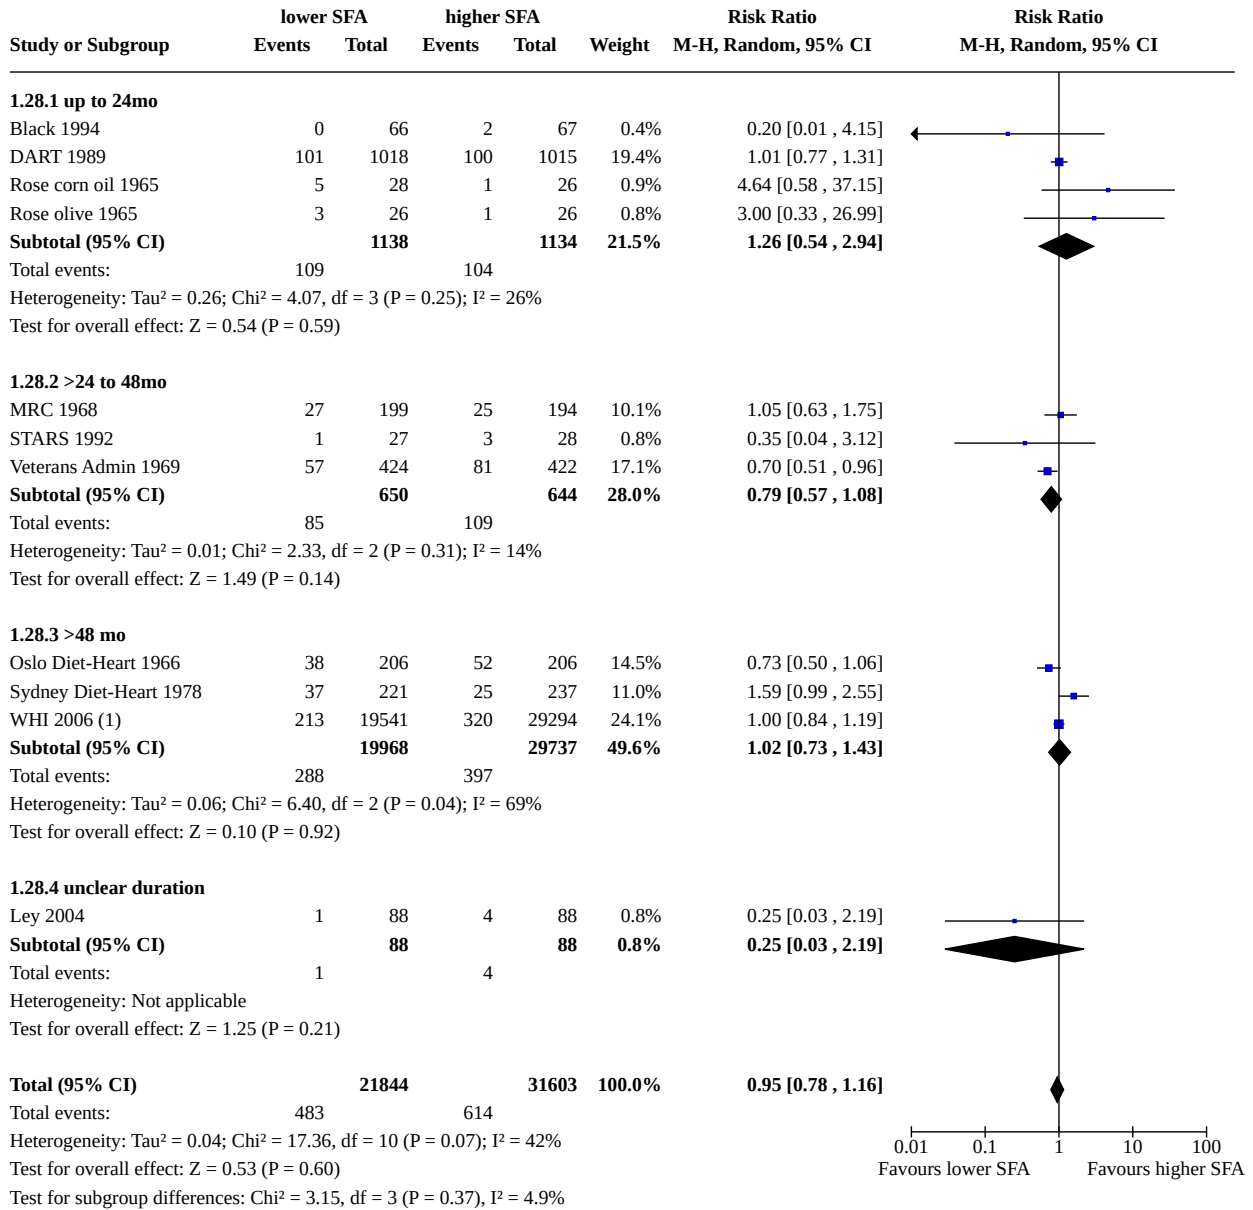 lower SFA higher SFA Risk Ratio Risk Ratio
Study or Subgroup Events Total Events Total Weight M-H, Random, 95% CI M-H, Random, 95% CI
1.28.1 up to 24mo
Black 1994 0 66 2 67 0.4% 0.20 [0.01 , 4.15]
DART 1989 101 1018 100 1015 19.4% 1.01 [0.77 , 1.31]
Rose corn oil 1965 5 28 1 26 0.9% 4.64 [0.58 , 37.15]
Rose olive 1965 3 26 1 26 0.8% 3.00 [0.33 , 26.99]
Subtotal (95% CI) 1138 1134 21.5% 1.26 [0.54 , 2.94]
Total events: 109 104
Heterogeneity: Tau² = 0.26; Chi² = 4.07, df = 3 (P = 0.25); I² = 26%
Test for overall effect: Z = 0.54 (P = 0.59)
1.28.2 >24 to 48mo
MRC 1968 27 199 25 194 10.1% 1.05 [0.63 , 1.75]
STARS 1992 1 27 3 28 0.8% 0.35 [0.04 , 3.12]
Veterans Admin 1969 57 424 81 422 17.1% 0.70 [0.51 , 0.96]
Subtotal (95% CI) 650 644 28.0% 0.79 [0.57 , 1.08]
Total events: 85 109
Heterogeneity: Tau² = 0.01; Chi² = 2.33, df = 2 (P = 0.31); I² = 14%
Test for overall effect: Z = 1.49 (P = 0.14)
1.28.3 >48 mo
Oslo Diet-Heart 1966 38 206 52 206 14.5% 0.73 [0.50 , 1.06]
Sydney Diet-Heart 1978 37 221 25 237 11.0% 1.59 [0.99 , 2.55]
WHI 2006 (1) 213 19541 320 29294 24.1% 1.00 [0.84 , 1.19]
Subtotal (95% CI) 19968 29737 49.6% 1.02 [0.73 , 1.43]
Total events: 288 397
Heterogeneity: Tau² = 0.06; Chi² = 6.40, df = 2 (P = 0.04); I² = 69%
Test for overall effect: Z = 0.10 (P = 0.92)
1.28.4 unclear duration
Ley 2004 1 88 4 88 0.8% 0.25 [0.03 , 2.19]
Subtotal (95% CI) 88 88 0.8% 0.25 [0.03 , 2.19]
Total events: 1 4
Heterogeneity: Not applicable
Test for overall effect: Z = 1.25 (P = 0.21)
Total (95% CI) 21844 31603 100.0% 0.95 [0.78 , 1.16]
Total events: 483 614
Heterogeneity: Tau² = 0.04; Chi² = 17.36, df = 10 (P = 0.07); I² = 42% 0.01 0.1 1 10 100
Test for overall effect: Z = 0.53 (P = 0.60) Favours lower SFA Favours higher SFA
Test for subgroup differences: Chi² = 3.15, df = 3 (P = 0.37), I² = 4.9%